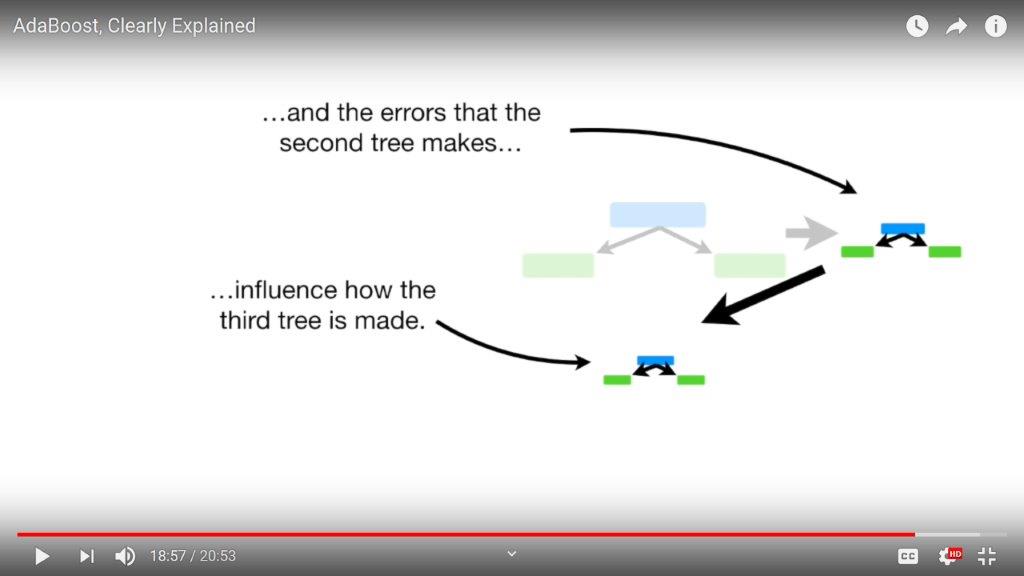 AdaBoost, Clearly Explained
…and the errors that the
second tree makes…
…influence how the
third tree is made.
18:57 / 20:53
CC
HD